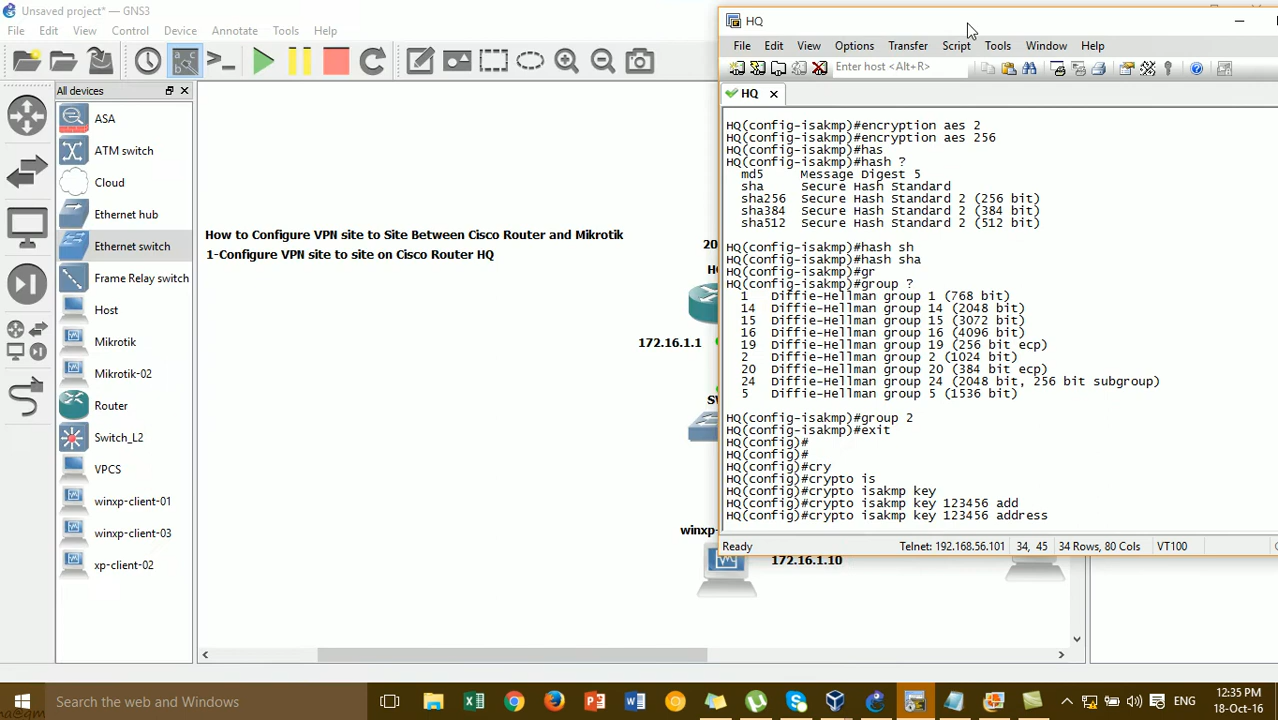 Unsaved project* — GNS3
File Edit View Control Device Annotate Tools Help
All devices
ASA
ATM switch
Cloud
Ethernet hub
Ethernet switch
Frame Relay switch
Host
Mikrotik
Mikrotik-02
Router
Switch_L2
VPCS
winxp-client-01
winxp-client-03
xp-client-02
How to Configure VPN site to Site Between Cisco Router and Mikrotik
1-Configure VPN site to site on Cisco Router HQ
20
172.16.1.1
winxp-
172.16.1.10
HQ
File Edit View Options Transfer Script Tools Window Help
Enter host <Alt+R>
HQ
HQ(config-isakmp)#encryption aes 2
HQ(config-isakmp)#encryption aes 256
HQ(config-isakmp)#has
HQ(config-isakmp)#hash ?
md5 Message Digest 5
sha Secure Hash Standard
sha256 Secure Hash Standard 2 (256 bit)
sha384 Secure Hash Standard 2 (384 bit)
sha512 Secure Hash Standard 2 (512 bit)
HQ(config-isakmp)#hash sh
HQ(config-isakmp)#hash sha
HQ(config-isakmp)#gr
HQ(config-isakmp)#group ?
1 Diffie-Hellman group 1 (768 bit)
14 Diffie-Hellman group 14 (2048 bit)
15 Diffie-Hellman group 15 (3072 bit)
16 Diffie-Hellman group 16 (4096 bit)
19 Diffie-Hellman group 19 (256 bit ecp)
2 Diffie-Hellman group 2 (1024 bit)
20 Diffie-Hellman group 20 (384 bit ecp)
24 Diffie-Hellman group 24 (2048 bit, 256 bit subgroup)
5 Diffie-Hellman group 5 (1536 bit)
HQ(config-isakmp)#group 2
HQ(config-isakmp)#exit
HQ(config)#
HQ(config)#
HQ(config)#cry
HQ(config)#crypto is
HQ(config)#crypto isakmp key
HQ(config)#crypto isakmp key 123456 add
HQ(config)#crypto isakmp key 123456 address
Ready Telnet: 192.168.56.101 34, 45 34 Rows, 80 Cols VT100
Search the web and Windows
ENG
12:35 PM
18-Oct-16